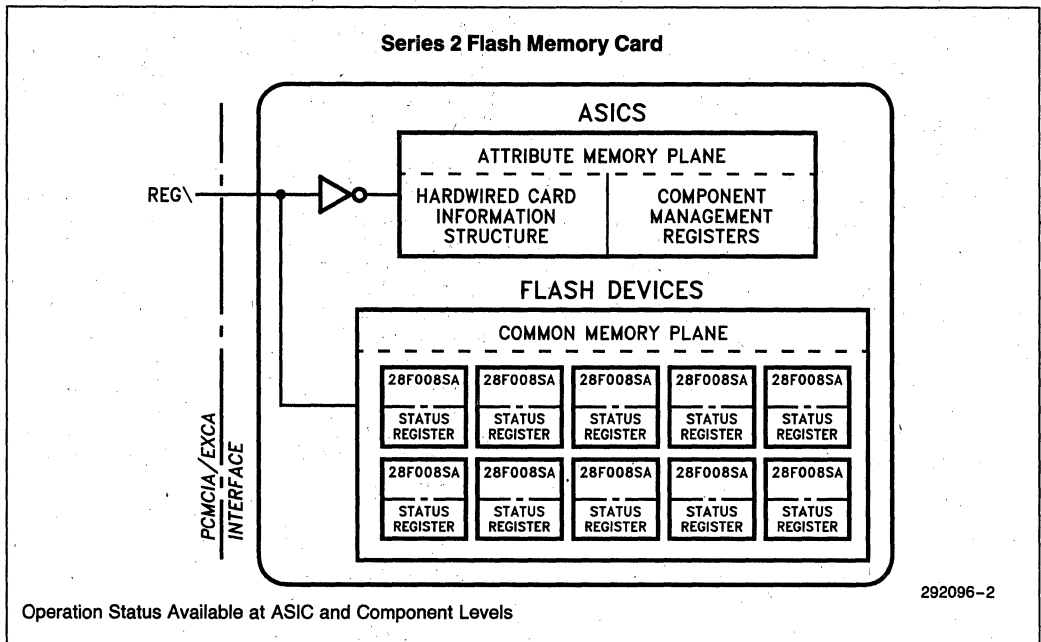 Series 2 Flash Memory Card
ASICS
ATTRIBUTE MEMORY PLANE
REG\
HARDWIRED CARD
INFORMATION
STRUCTURE
COMPONENT
MANAGEMENT
REGISTERS
FLASH DEVICES
COMMON MEMORY PLANE
28F008SA 28F008SA 28F008SA 28F008SA 28F008SA
STATUS STATUS STATUS STATUS STATUS
REGISTER REGISTER REGISTER REGISTER REGISTER
28F008SA 28F008SA 28F008SA 28F008SA 28F008SA
STATUS STATUS STATUS STATUS STATUS
REGISTER REGISTER REGISTER REGISTER REGISTER
PCMCIA/EXCA
INTERFACE
292096-2
Operation Status Available at ASIC and Component Levels